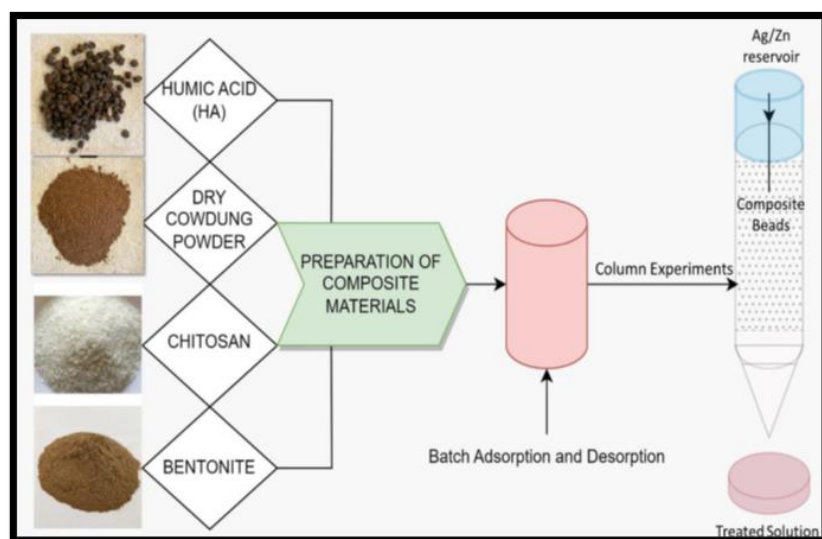 HUMIC ACID
(HA)
DRY
COWDUNG
POWDER
CHITOSAN
BENTONITE
PREPARATION OF
COMPOSITE
MATERIALS
Batch Adsorption and Desorption
Column Experiments
Ag/Zn
reservoir
Composite
Beads
Treated Solution